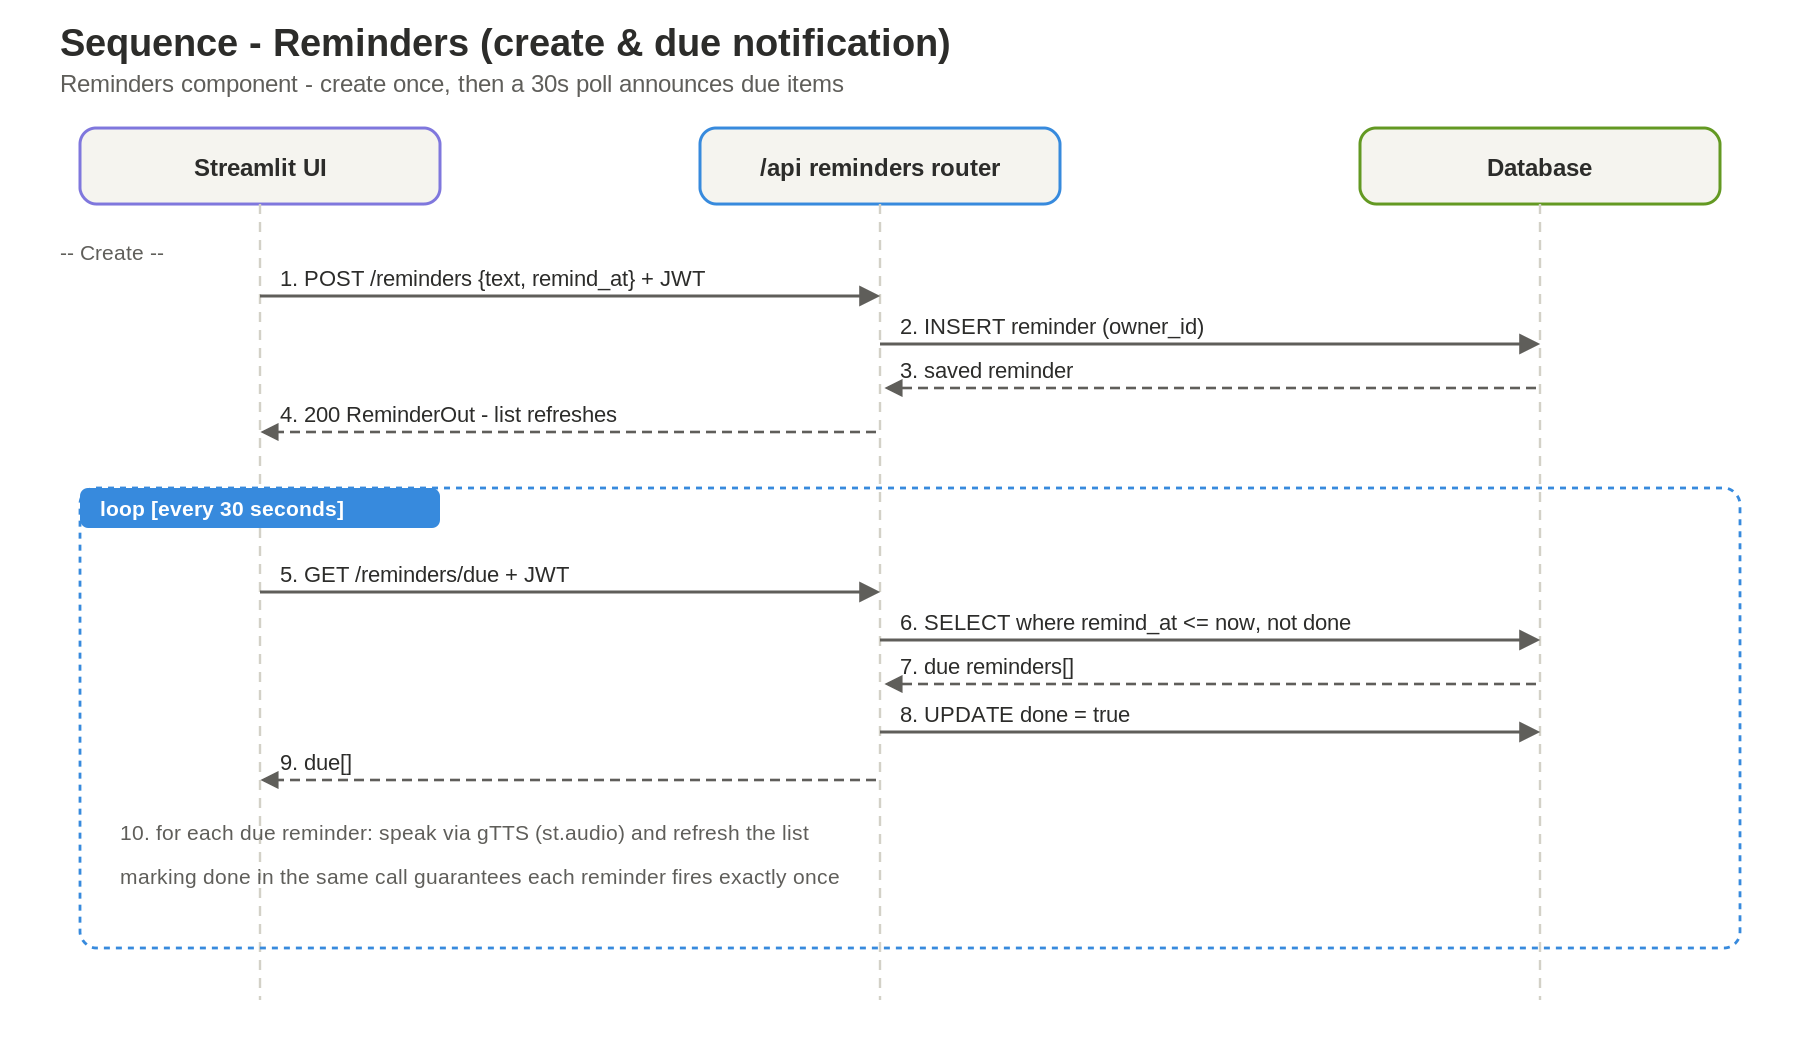 Sequence - Reminders (create & due notification)
Reminders component - create once, then a 30s poll announces due items
Streamlit UI
/api reminders router
Database
-- Create --
1. POST /reminders {text, remind_at} + JWT
2. INSERT reminder (owner_id)
3. saved reminder
4. 200 ReminderOut - list refreshes
loop [every 30 seconds]
5. GET /reminders/due + JWT
6. SELECT where remind_at <= now, not done
7. due reminders[]
8. UPDATE done = true
9. due[]
10. for each due reminder: speak via gTTS (st.audio) and refresh the list
marking done in the same call guarantees each reminder fires exactly once